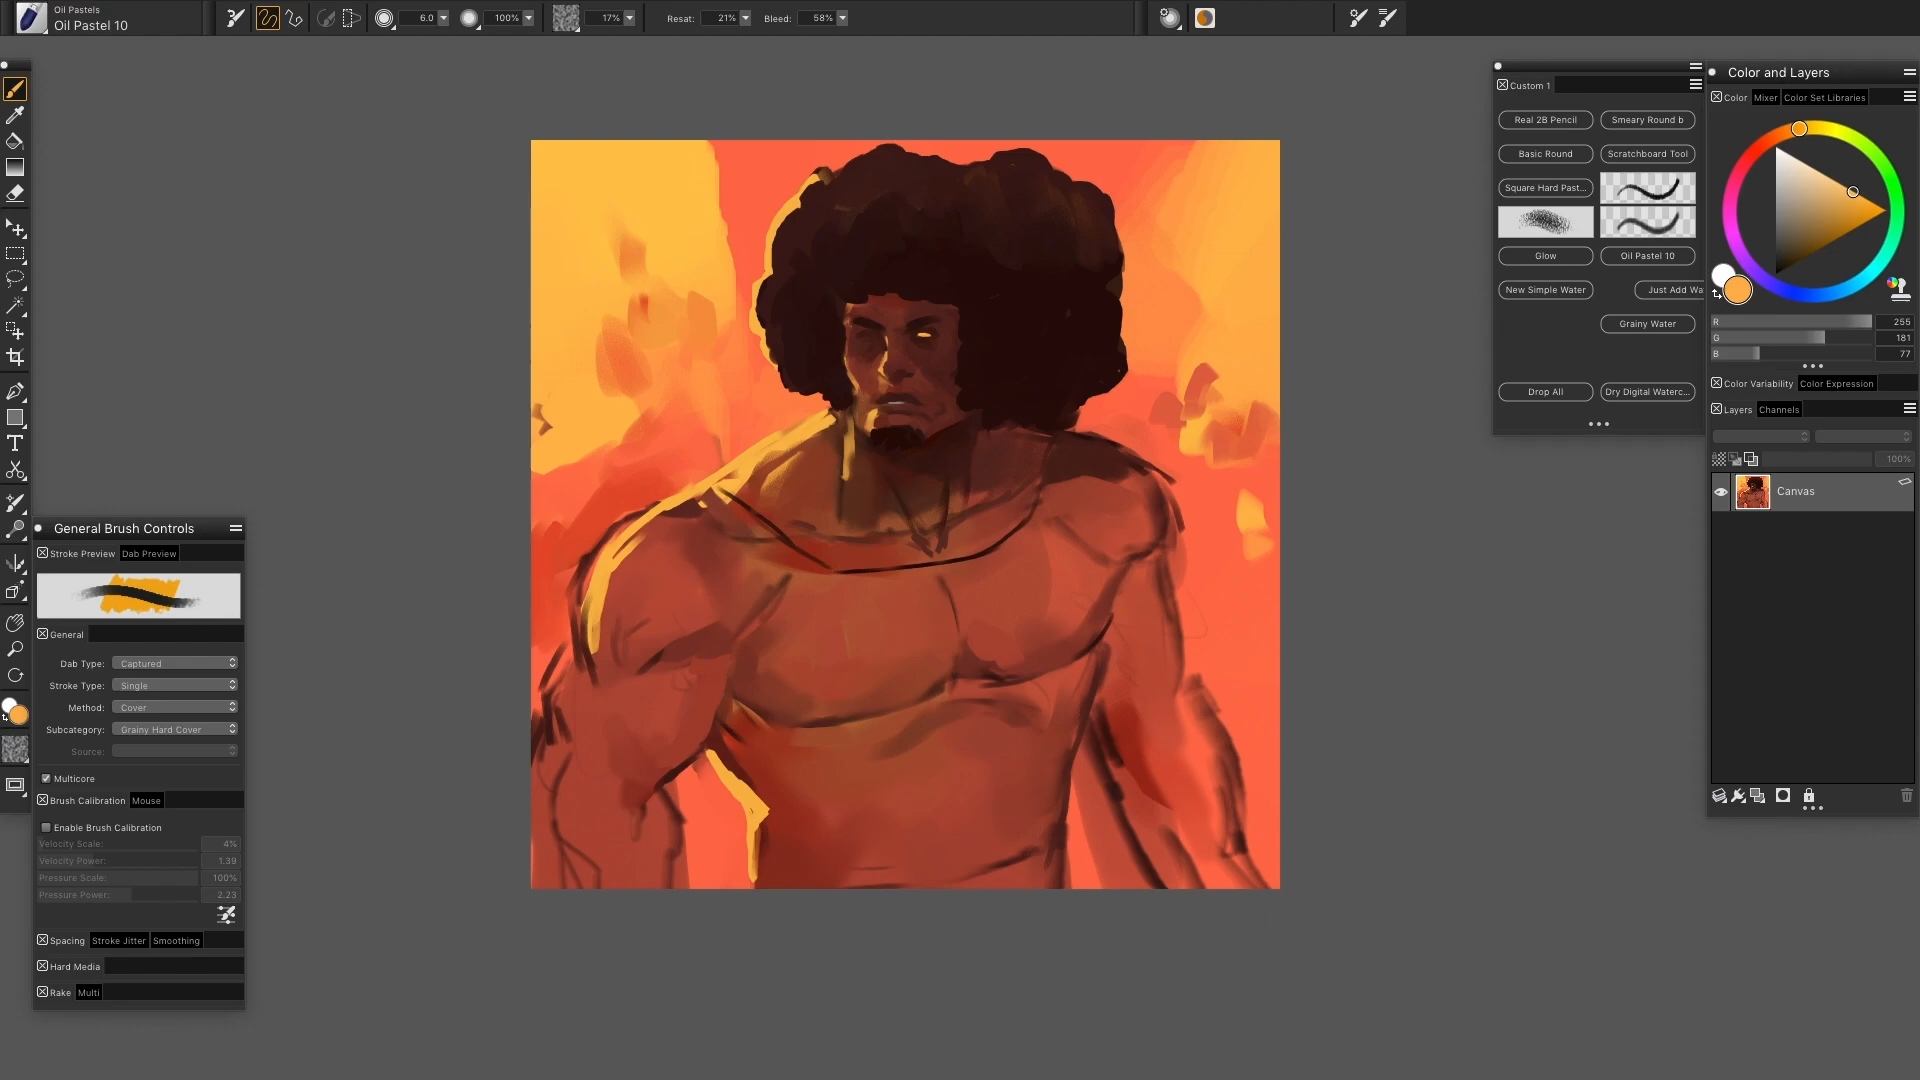 Oil Pastels
Oil Pastel 10
6.0
100%
17%
Resat: 21%
Bleed: 58%
Custom 1
Real 2B Pencil
Smeary Round b
Basic Round
Scratchboard Tool
Square Hard Past...
Glow
Oil Pastel 10
New Simple Water
Just Add Wa
Grainy Water
Drop All
Dry Digital Waterc...
Color and Layers
Color Mixer Color Set Libraries
R 255
G 181
B 77
Color Variability Color Expression
Layers Channels
100%
Canvas
T
General Brush Controls
Stroke Preview Dab Preview
General
Dab Type: Captured
Stroke Type: Single
Method: Cover
Subcategory: Grainy Hard Cover
Source:
Multicore
Brush Calibration Mouse
Enable Brush Calibration
Velocity Scale: 4%
Velocity Power: 1.39
Pressure Scale: 100%
Pressure Power: 2.23
Spacing Stroke Jitter Smoothing
Hard Media
Rake Multi